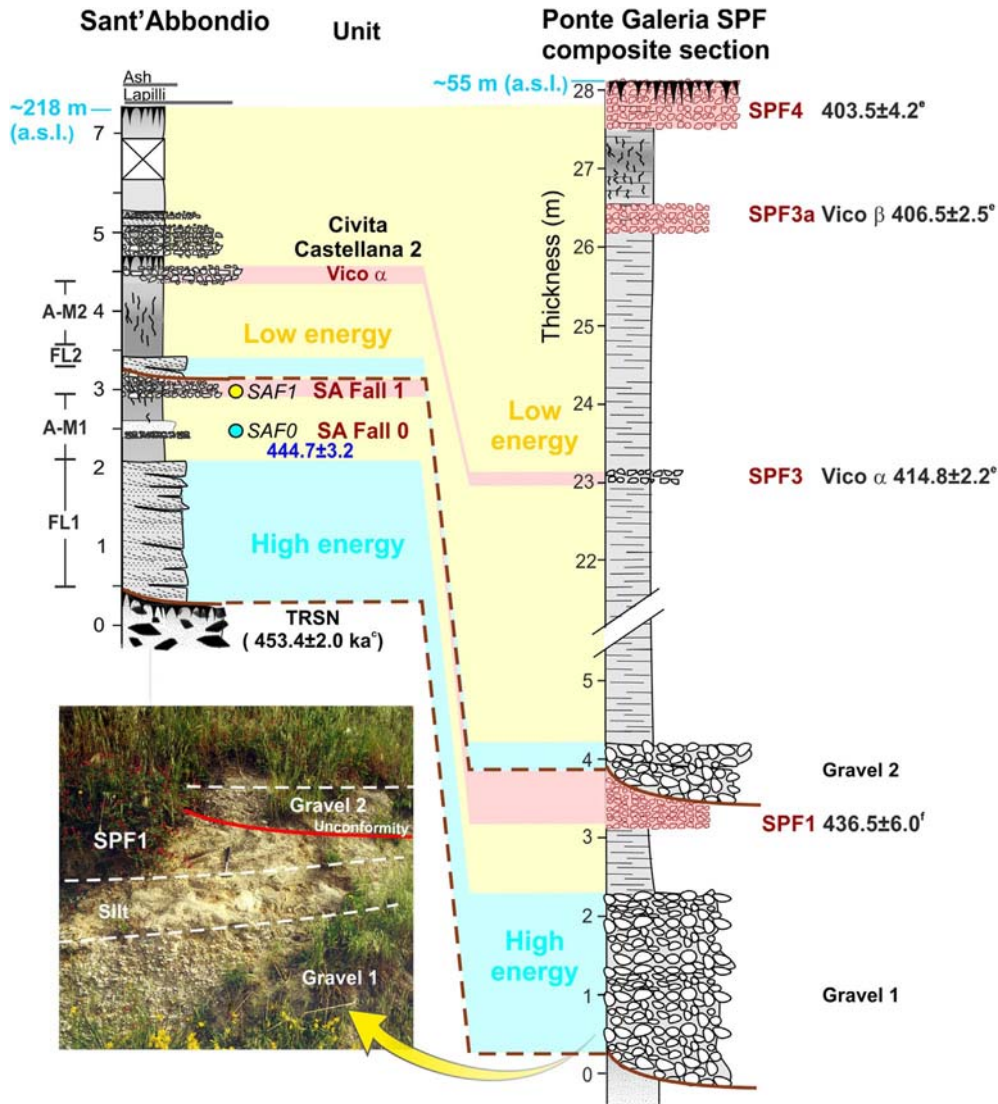 Sant'Abbondio
Unit
Ponte Galeria SPF
composite section
Ash
Lapilli
~218 m
(a.s.l.)
7
5
4
3
2
1
0
A-M2
FL2
A-M1
FL1
Civita
Castellana 2
Vico α
Low energy
SAF1 SA Fall 1
SAF0 SA Fall 0
444.7±3.2
High energy
TRSN
( 453.4±2.0 kaᶜ)
~55 m (a.s.l.)
Thickness (m)
28
27
26
25
24
23
22
5
4
3
2
1
0
Low
energy
High
energy
SPF4 403.5±4.2ᵉ
SPF3a Vico β 406.5±2.5ᵉ
SPF3 Vico α 414.8±2.2ᵉ
Gravel 2
SPF1 436.5±6.0ᶠ
Gravel 1
Gravel 2
Unconformity
SPF1
SIlt
Gravel 1